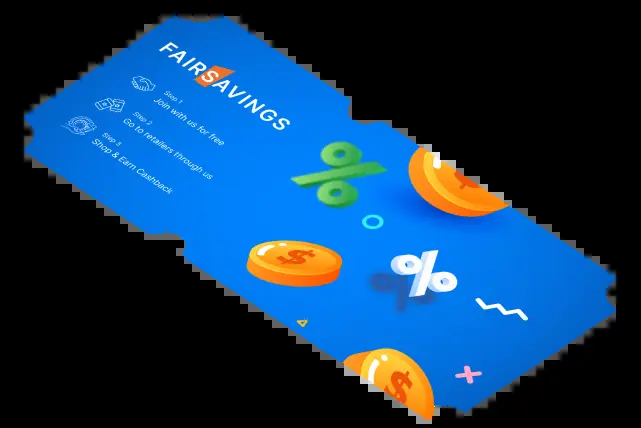 FAIRSAVINGS
Step 1
Join with us for free
Step 2
Go to retailers through us
Step 3
Shop & Earn Cashback
%
$
$
%
$